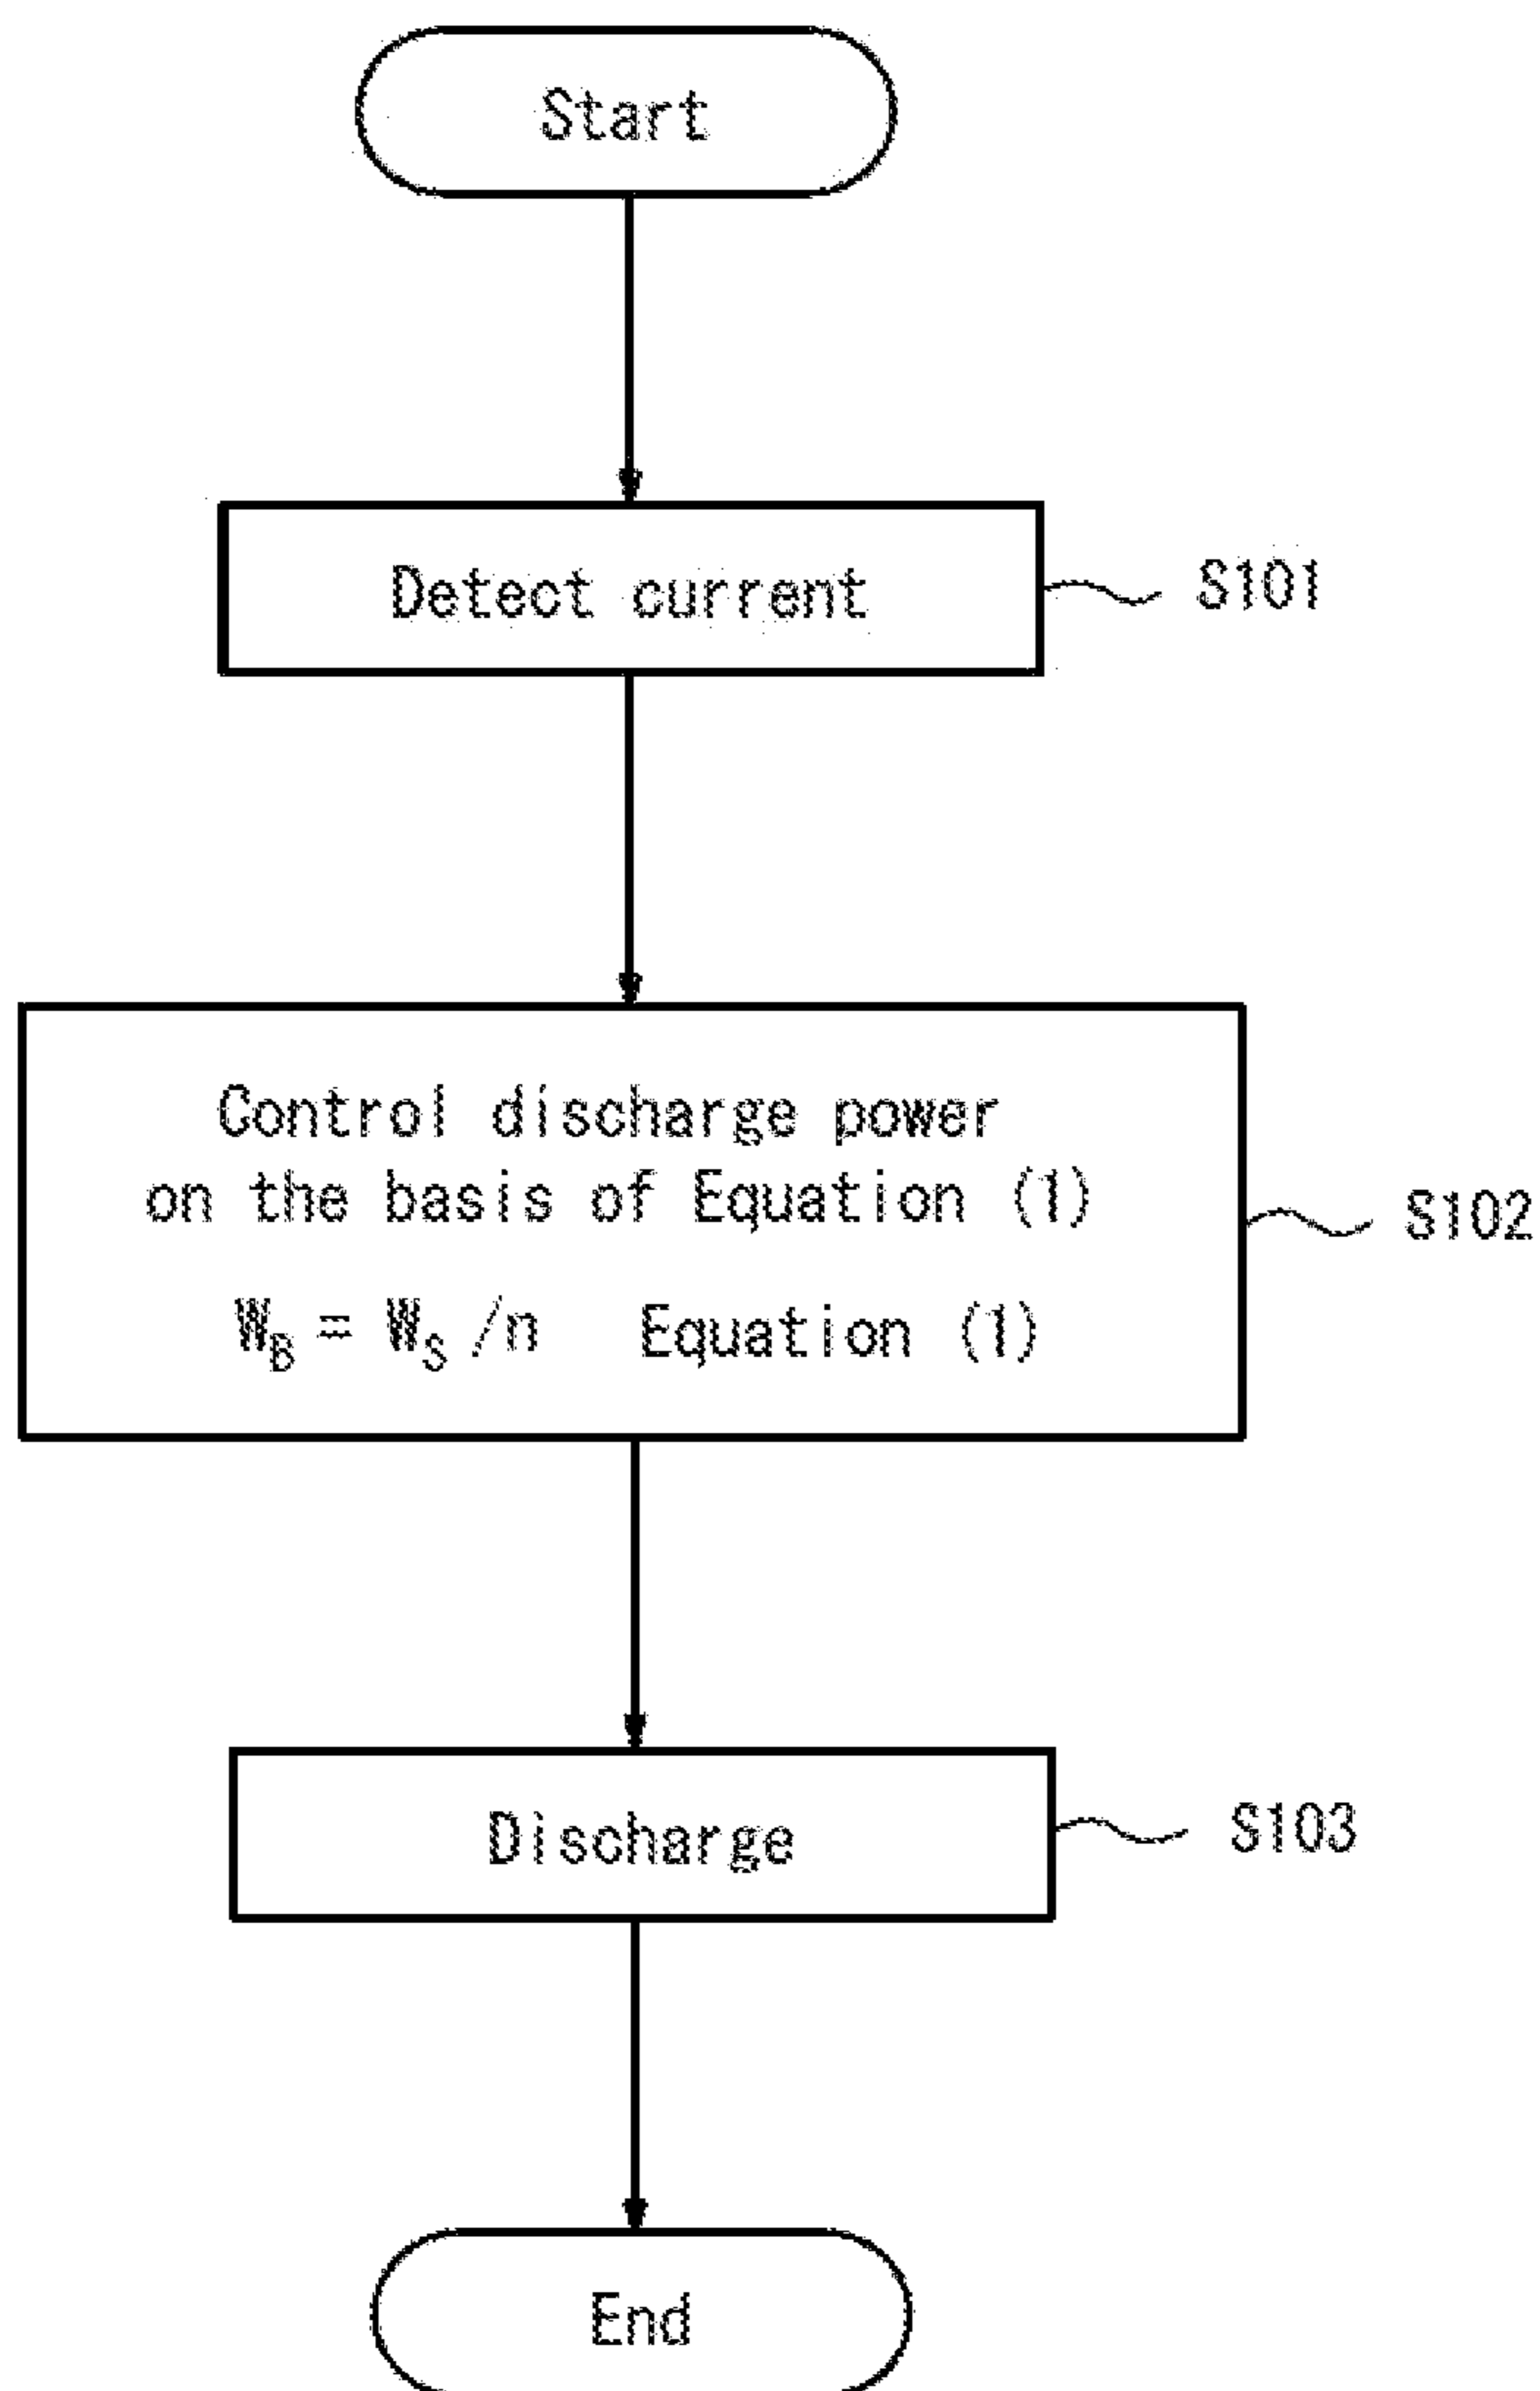 Start
Detect current
S101
Control discharge power
on the basis of Equation (1)
W_B = W_S /n Equation (1)
S102
Discharge
S103
End